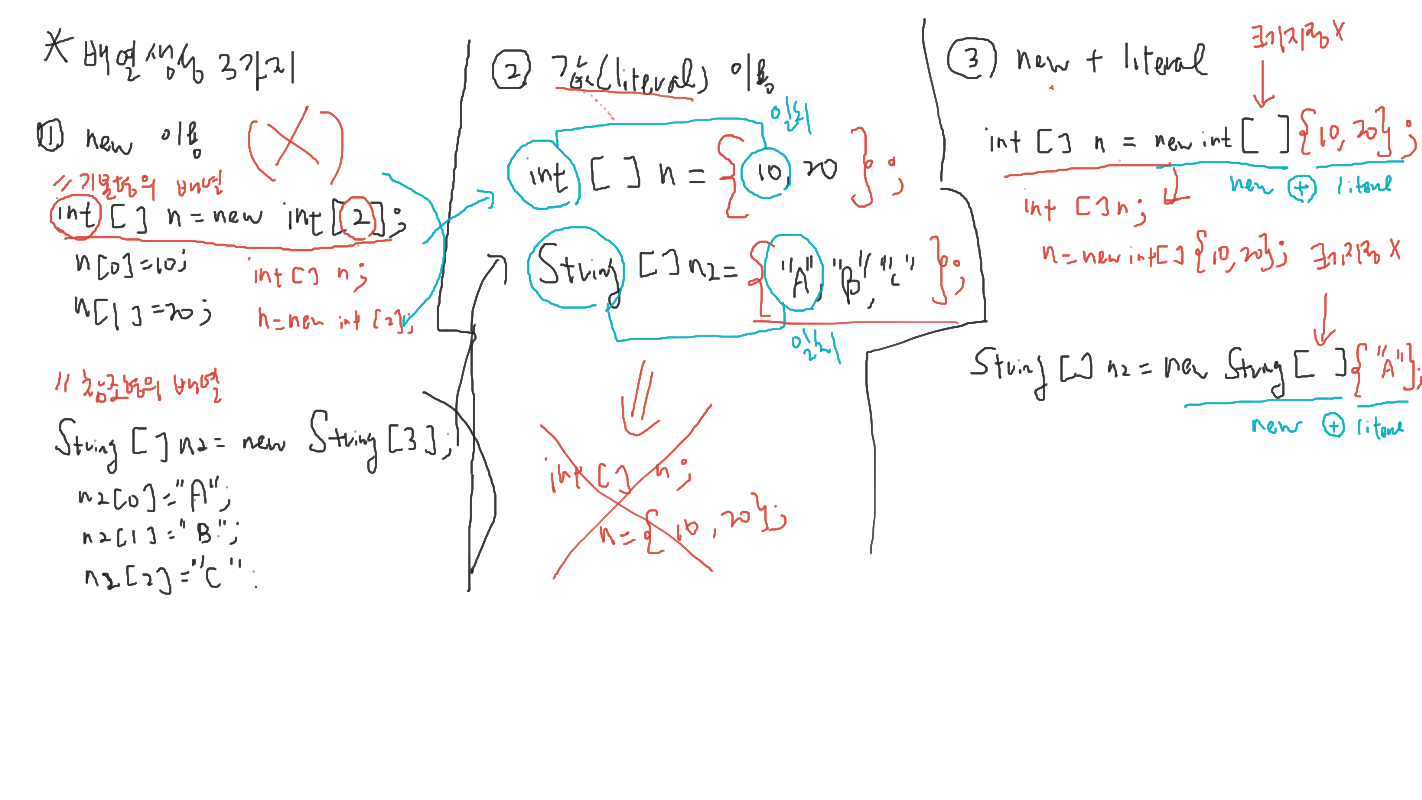 * 배열생성 3가지
① new 이용
// 기본형의 배열
int [ ] n = new int[2];
n[0]=10;
n[1]=20;
int [ ] n;
n=new int [2];
// 참조형의 배열
String [ ] n2 = new String [3];
n2[0]="A";
n2[1]="B";
n2[2]="C"
② 값(literal) 이용
일치
int [ ] n = { 10, 20 };
String [ ] n2 = { "A", "B", "C" };
일치
int [ ] n;
n={10, 20};
③ new + literal
크기지정 X
int [ ] n = new int [ ] {10, 20};
new + literal
int [ ] n;
n=new int[ ] {10, 20}; 크기지정 X
String [ ] n2 = new String [ ] { "A" };
new + literal